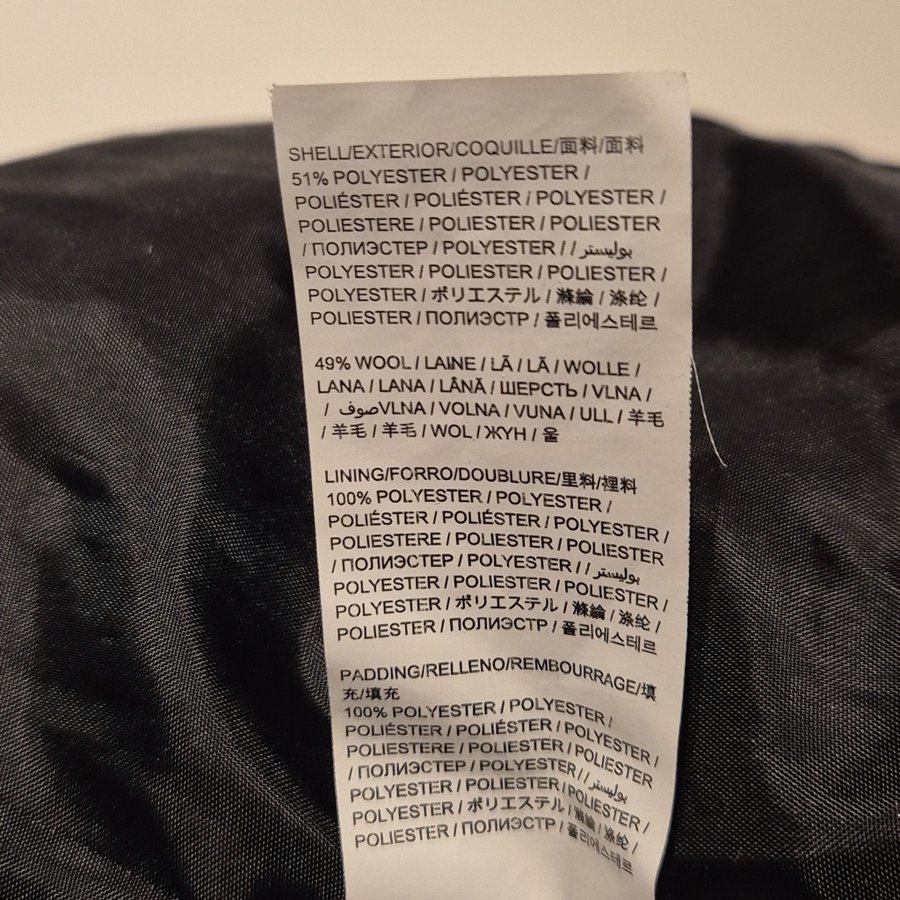 SHELL/EXTERIOR/COQUILLE/面料/面料
51% POLYESTER / POLYESTER /
POLIÉSTER / POLIÉSTER / POLYESTER /
POLIESTERE / POLIESTER / POLIESTER
/ ПОЛИЭСТЕР / POLYESTER / / بوليستر /
POLYESTER / POLIESTER / POLIESTER /
POLYESTER / ポリエステル / 滌綸 / 涤纶 /
POLIESTER / ПОЛИЭСТР / 폴리에스테르
49% WOOL / LAINE / LÃ / LÃ / WOLLE /
LANA / LANA / LÂNĂ / ШЕРСТЬ / VLNA /
/ صوفVLNA / VOLNA / VUNA / ULL / 羊毛
/ 羊毛 / 羊毛 / WOL / ЖҮН / 울
LINING/FORRO/DOUBLURE/里料/裡料
100% POLYESTER / POLYESTER /
POLIÉSTER / POLIÉSTER / POLYESTER /
POLIESTERE / POLIESTER / POLIESTER
/ ПОЛИЭСТЕР / POLYESTER / / بوليستر /
POLYESTER / POLIESTER / POLIESTER /
POLYESTER / ポリエステル / 滌綸 / 涤纶 /
POLIESTER / ПОЛИЭСТР / 폴리에스테르
PADDING/RELLENO/REMBOURRAGE/填
充/填充
100% POLYESTER / POLYESTER /
POLIÉSTER / POLIÉSTER / POLYESTER /
POLIESTERE / POLIESTER / POLIESTER
/ ПОЛИЭСТЕР / POLYESTER / / بوليستر /
POLYESTER / POLIESTER / POLIESTER /
POLYESTER / ポリエステル / 滌綸 / 涤纶 /
POLIESTER / ПОЛИЭСТР / 폴리에스테르